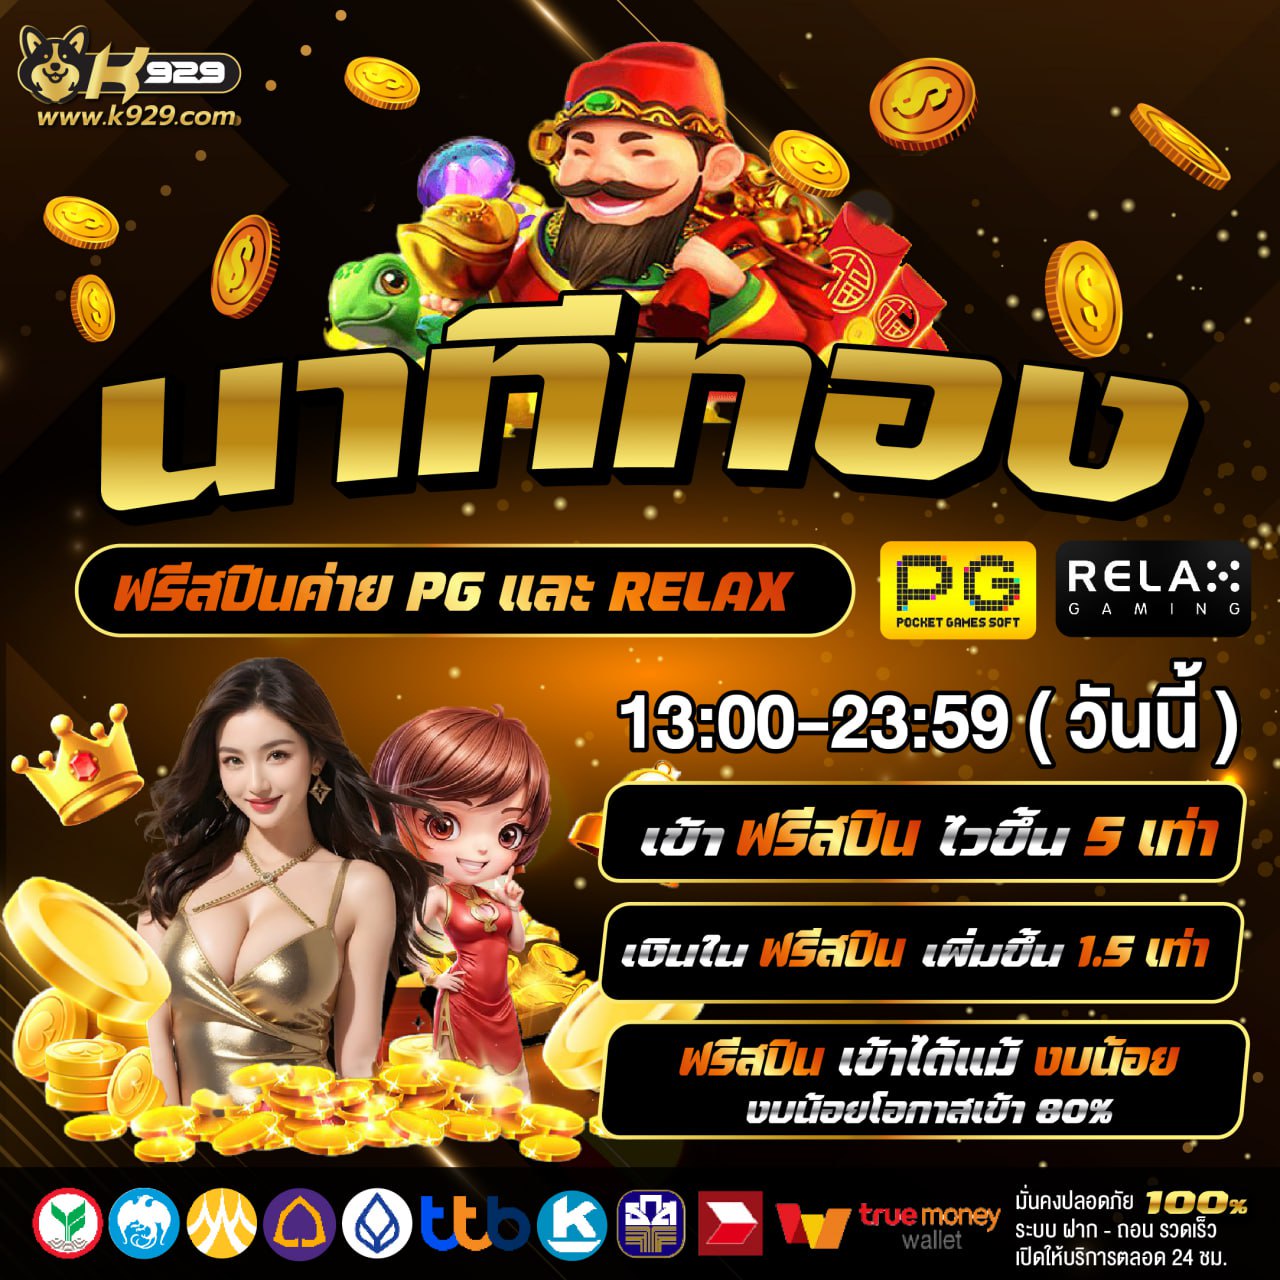 K929
www.k929.com
นาทีทอง
ฟรีสปินค่าย PG และ RELAX
PG
POCKET GAMES SOFT
RELAX
GAMING
13:00-23:59 ( วันนี้ )
เข้า ฟรีสปิน ไวขึ้น 5 เท่า
เงินใน ฟรีสปิน เพิ่มขึ้น 1.5 เท่า
ฟรีสปิน เข้าได้แม้ งบน้อย
งบน้อยโอกาสเข้า 80%
ttb
K
truemoney
wallet
มั่นคงปลอดภัย 100%
ระบบ ฝาก - ถอน รวดเร็ว
เปิดให้บริการตลอด 24 ชม.